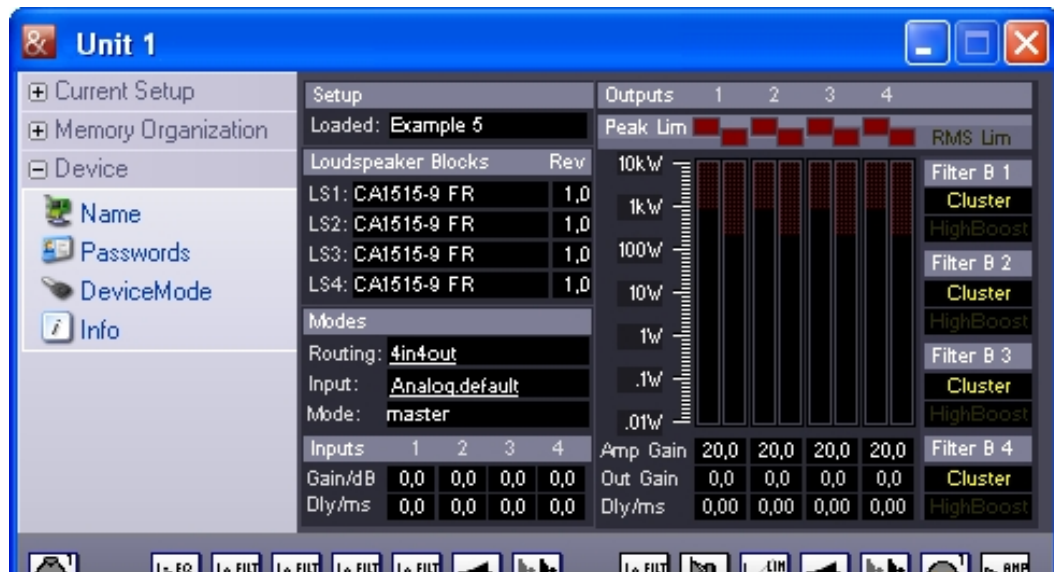 & Unit 1
Current Setup
Memory Organization
Device
Name
Passwords
DeviceMode
Info
Setup
Loaded: Example 5
Loudspeaker Blocks Rev
LS1: CA1515-9 FR 1,0
LS2: CA1515-9 FR 1,0
LS3: CA1515-9 FR 1,0
LS4: CA1515-9 FR 1,0
Modes
Routing: 4in4out
Input: Analog.default
Mode: master
Inputs 1 2 3 4
Gain/dB 0,0 0,0 0,0 0,0
Dly/ms 0,0 0,0 0,0 0,0
Outputs 1 2 3 4
Peak Lim
RMS Lim
10kW
1kW
100W
10W
1W
.1W
.01W
Amp Gain 20,0 20,0 20,0 20,0
Out Gain 0,0 0,0 0,0 0,0
Dly/ms 0,00 0,00 0,00 0,00
Filter B 1
Cluster
HighBoost
Filter B 2
Cluster
HighBoost
Filter B 3
Cluster
HighBoost
Filter B 4
Cluster
HighBoost